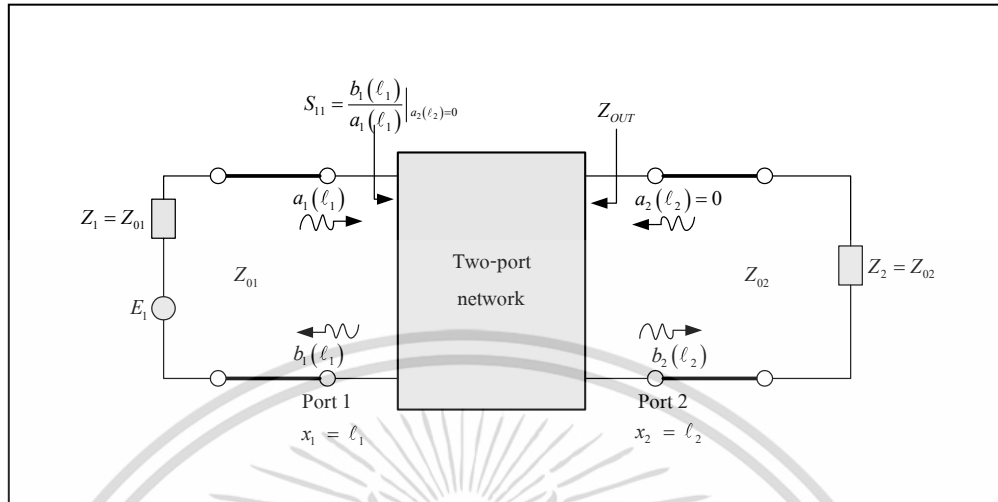 S₁₁ = b₁(ℓ₁) / a₁(ℓ₁) |ₐ₂(ℓ₂)=0
Z_OUT
a₁(ℓ₁)
a₂(ℓ₂) = 0
Z₁ = Z₀₁
Two-port
network
Z₀₁
Z₀₂
Z₂ = Z₀₂
E₁
b₁(ℓ₁)
b₂(ℓ₂)
Port 1
Port 2
x₁ = ℓ₁
x₂ = ℓ₂